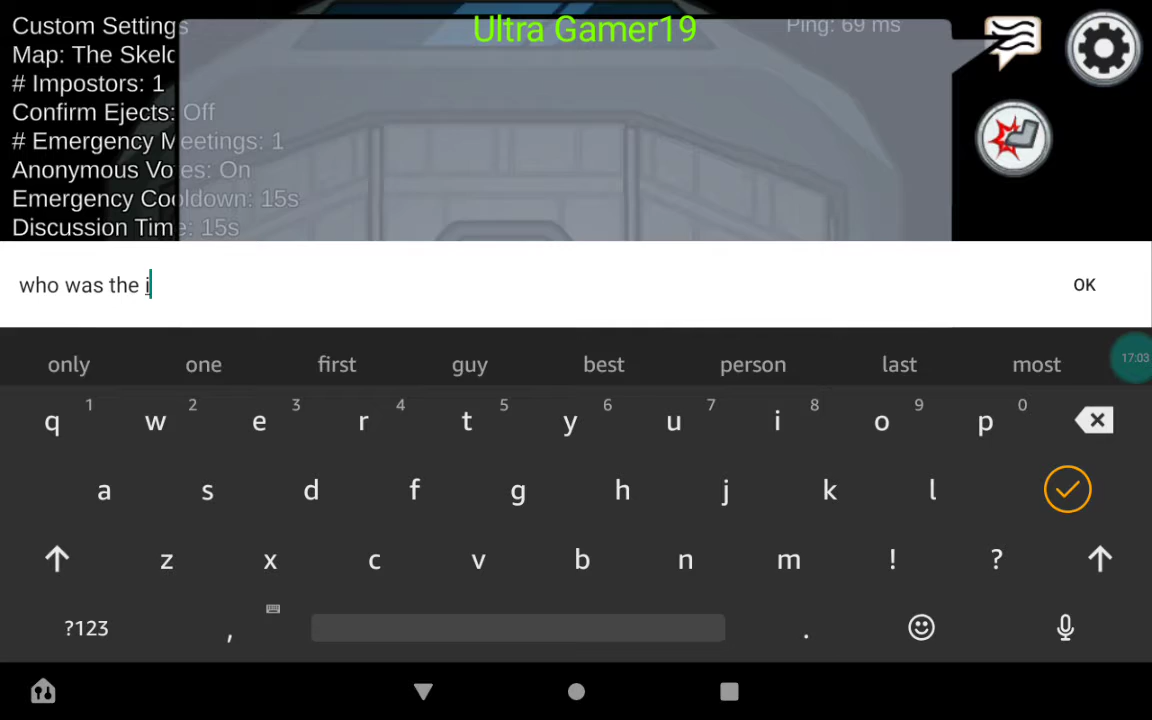 Custom Settings
Ultra Gamer19
Ping: 69 ms
Map: The Skeld
# Impostors: 1
Confirm Ejects: Off
# Emergency Meetings: 1
Anonymous Votes: On
Emergency Cooldown: 15s
Discussion Time: 15s
who was the i
OK
only one first guy best person last most
17:03
1 2 3 4 5 6 7 8 9 0
q w e r t y u i o p
a s d f g h j k l
z x c v b n m ! ?
?123 , .